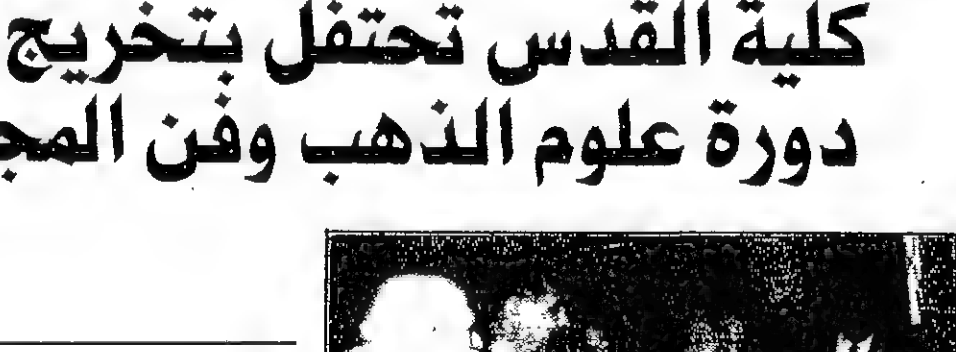 كلية القدس تحتفل بتخريج
دورة علوم الذهب وفن